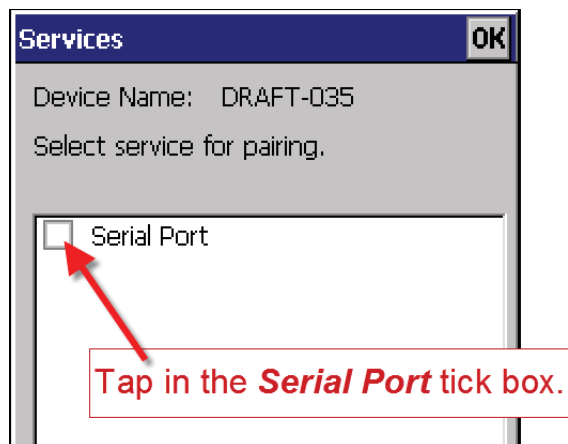 Services OK
Device Name: DRAFT-035
Select service for pairing.
Serial Port
Tap in the Serial Port tick box.